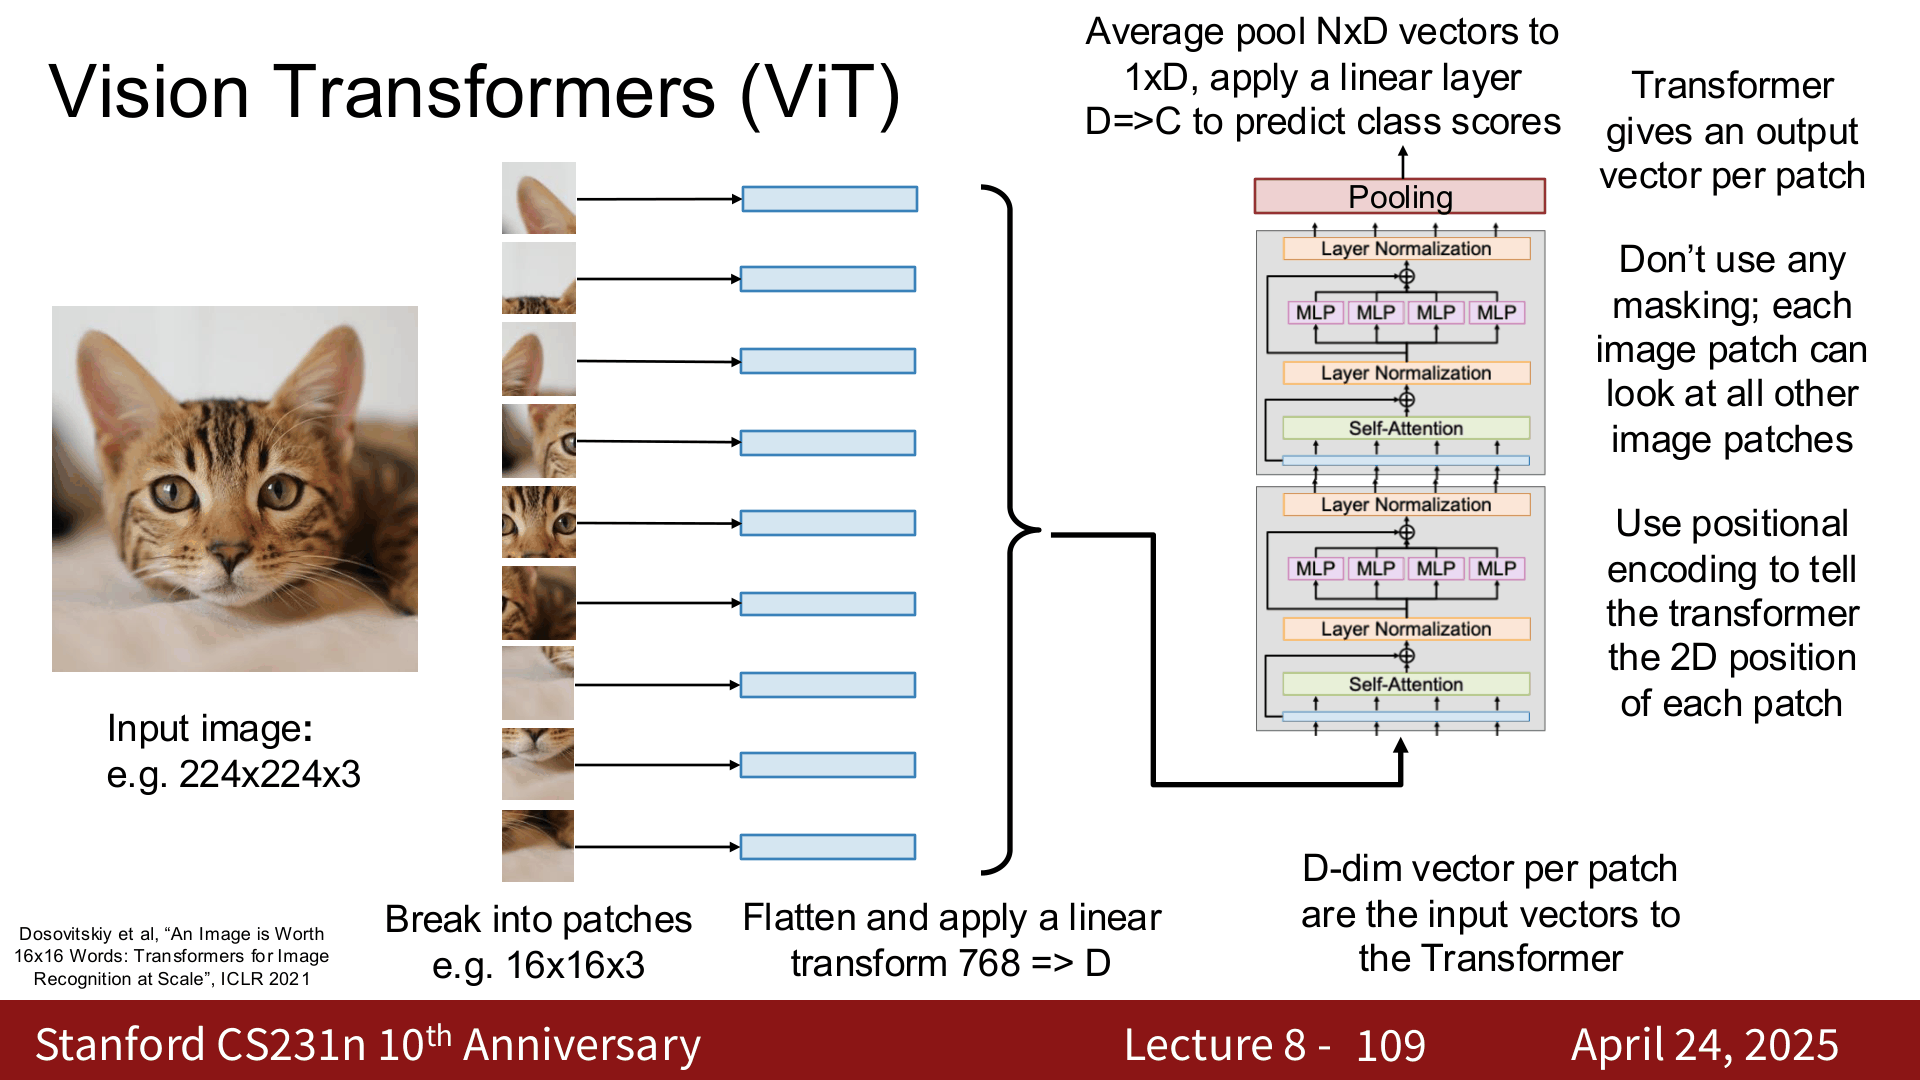 Vision Transformers (ViT)
Input image:
e.g. 224x224x3
Break into patches
e.g. 16x16x3
Flatten and apply a linear
transform 768 => D
D-dim vector per patch
are the input vectors to
the Transformer
Average pool NxD vectors to
1xD, apply a linear layer
D=>C to predict class scores
Pooling
Layer Normalization
MLP MLP MLP MLP
Layer Normalization
Self-Attention
Layer Normalization
MLP MLP MLP MLP
Layer Normalization
Self-Attention
Transformer
gives an output
vector per patch
Don’t use any
masking; each
image patch can
look at all other
image patches
Use positional
encoding to tell
the transformer
the 2D position
of each patch
Dosovitskiy et al, “An Image is Worth
16x16 Words: Transformers for Image
Recognition at Scale”, ICLR 2021
Stanford CS231n 10th Anniversary
Lecture 8 - 109
April 24, 2025